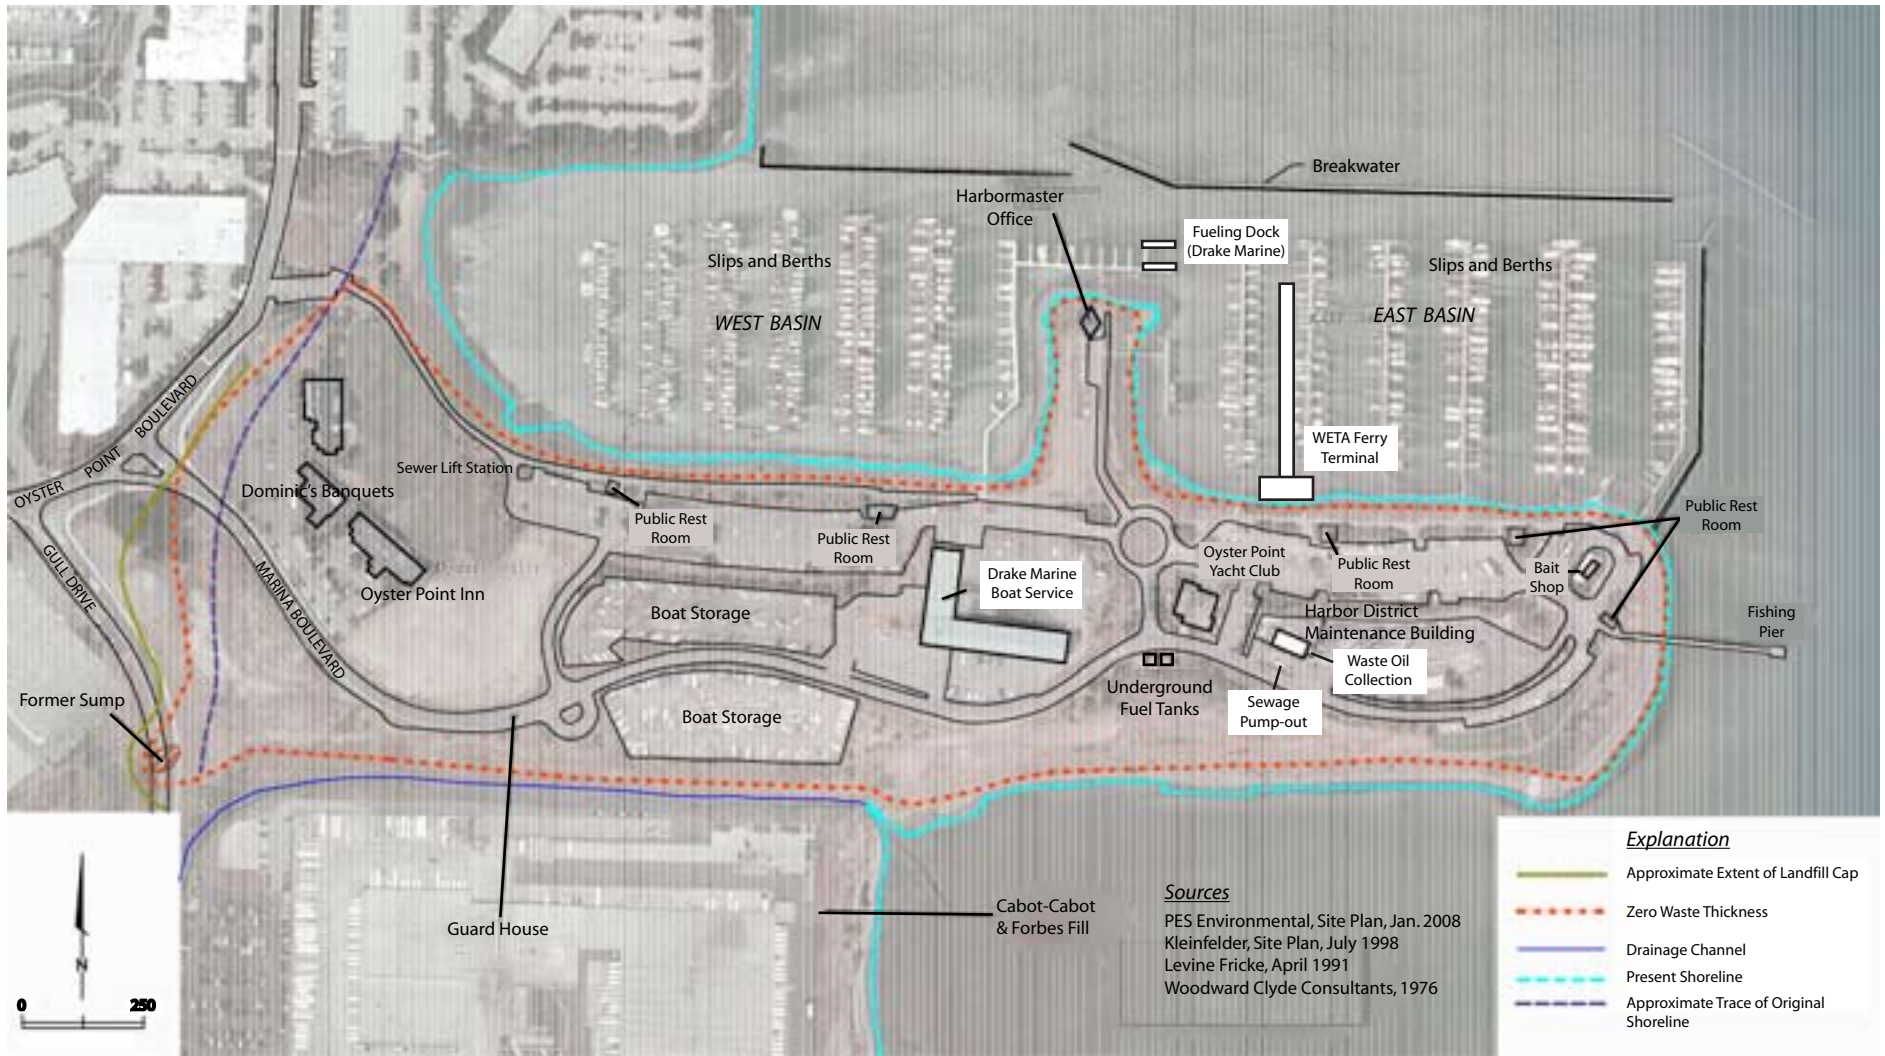 Breakwater
Harbormaster
Office
Fueling Dock
(Drake Marine)
Slips and Berths
Slips and Berths
WEST BASIN
EAST BASIN
OYSTER POINT BOULEVARD
WETA Ferry
Terminal
Sewer Lift Station
Dominic's Banquets
Public Rest
Room
Public Rest
Room
Public Rest
Room
Oyster Point
Yacht Club
Public Rest
Room
Bait
Shop
GULL DRIVE
MARINA BOULEVARD
Oyster Point Inn
Drake Marine
Boat Service
Boat Storage
Harbor District
Maintenance Building
Fishing
Pier
Waste Oil
Collection
Former Sump
Underground
Fuel Tanks
Sewage
Pump-out
Boat Storage
Guard House
Cabot-Cabot
& Forbes Fill
N
0 250
Sources
PES Environmental, Site Plan, Jan. 2008
Kleinfelder, Site Plan, July 1998
Levine Fricke, April 1991
Woodward Clyde Consultants, 1976
Explanation
Approximate Extent of Landfill Cap
Zero Waste Thickness
Drainage Channel
Present Shoreline
Approximate Trace of Original
Shoreline